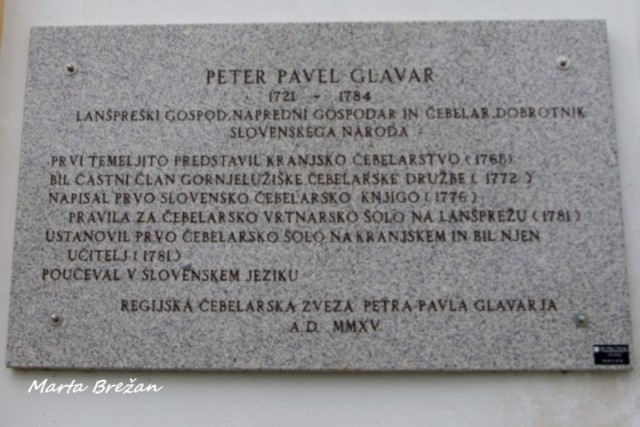 PETER PAVEL GLAVAR
1721 - 1784
LANŠPREŠKI GOSPOD, NAPREDNI GOSPODAR IN ČEBELAR, DOBROTNIK
SLOVENSKEGA NARODA
PRVI TEMELJITO PREDSTAVIL KRANJSKO ČEBELARSTVO (1768)
BIL ČASTNI ČLAN GORNJELUŽIŠKE ČEBELARSKE DRUŽBE (1772)
NAPISAL PRVO SLOVENSKO ČEBELARSKO KNJIGO (1776)
PRAVILA ZA ČEBELARSKO VRTNARSKO ŠOLO NA LANŠPREŽU (1781)
USTANOVIL PRVO ČEBELARSKO ŠOLO NA KRANJSKEM IN BIL NJEN
UČITELJ (1781)
POUČEVAL V SLOVENSKEM JEZIKU
REGIJSKA ČEBELARSKA ZVEZA PETRA PAVLA GLAVARJA
A.D. MMXV
Marta Brežan